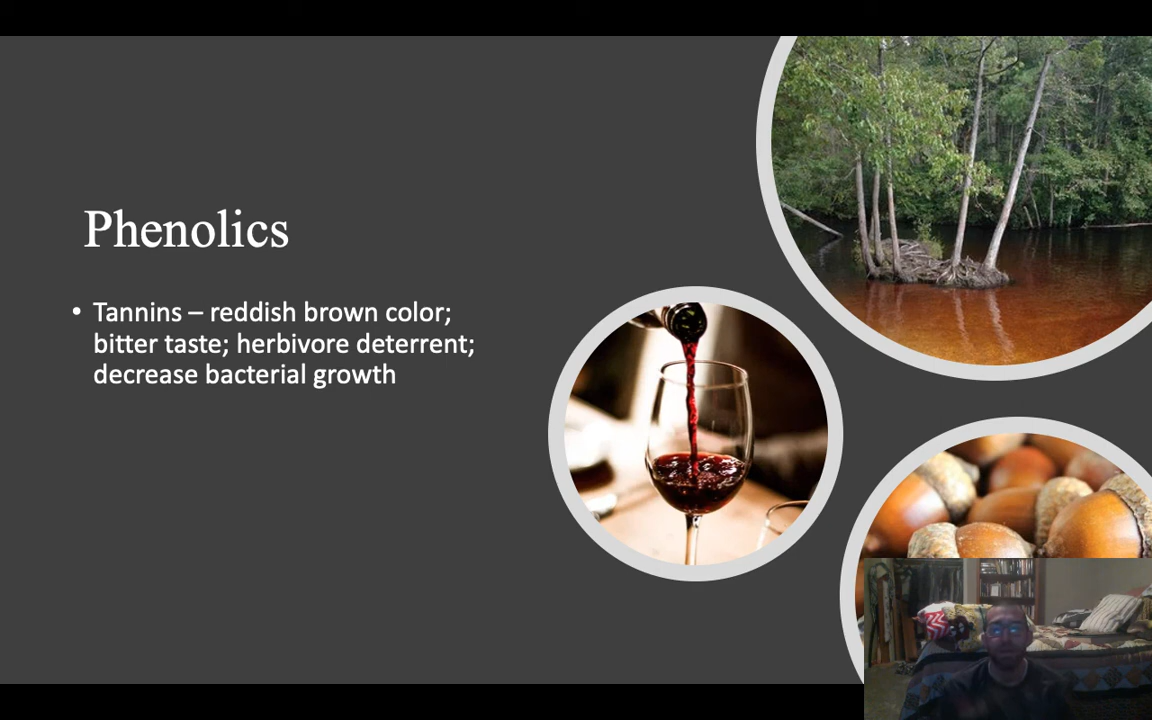 Phenolics
• Tannins – reddish brown color;
bitter taste; herbivore deterrent;
decrease bacterial growth